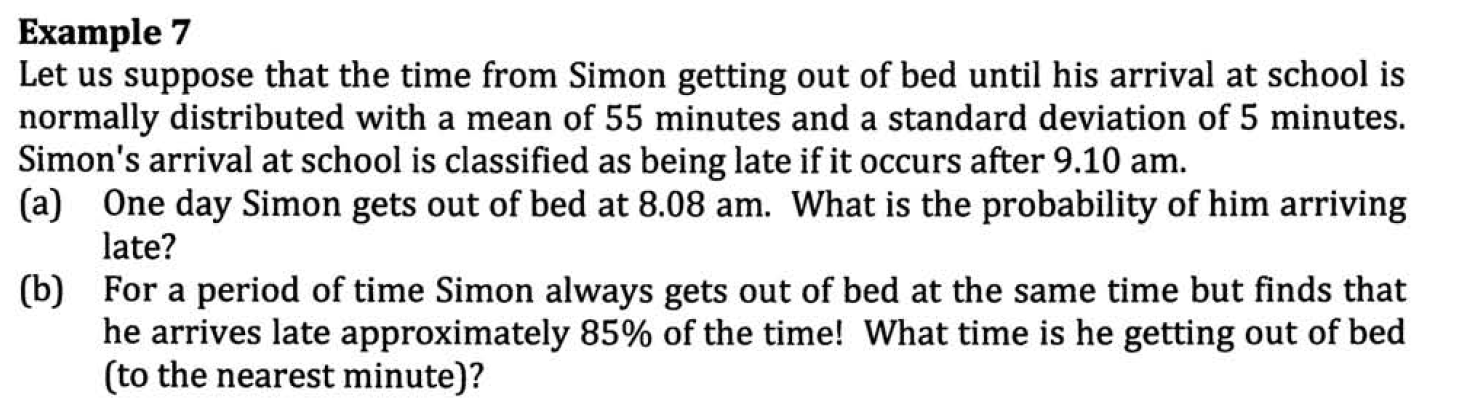 Example 7
Let us suppose that the time from Simon getting out of bed until his arrival at school is
normally distributed with a mean of 55 minutes and a standard deviation of 5 minutes.
Simon's arrival at school is classified as being late if it occurs after 9.10 am.
(a) One day Simon gets out of bed at 8.08 am. What is the probability of him arriving
late?
(b) For a period of time Simon always gets out of bed at the same time but finds that
he arrives late approximately 85% of the time! What time is he getting out of bed
(to the nearest minute)?